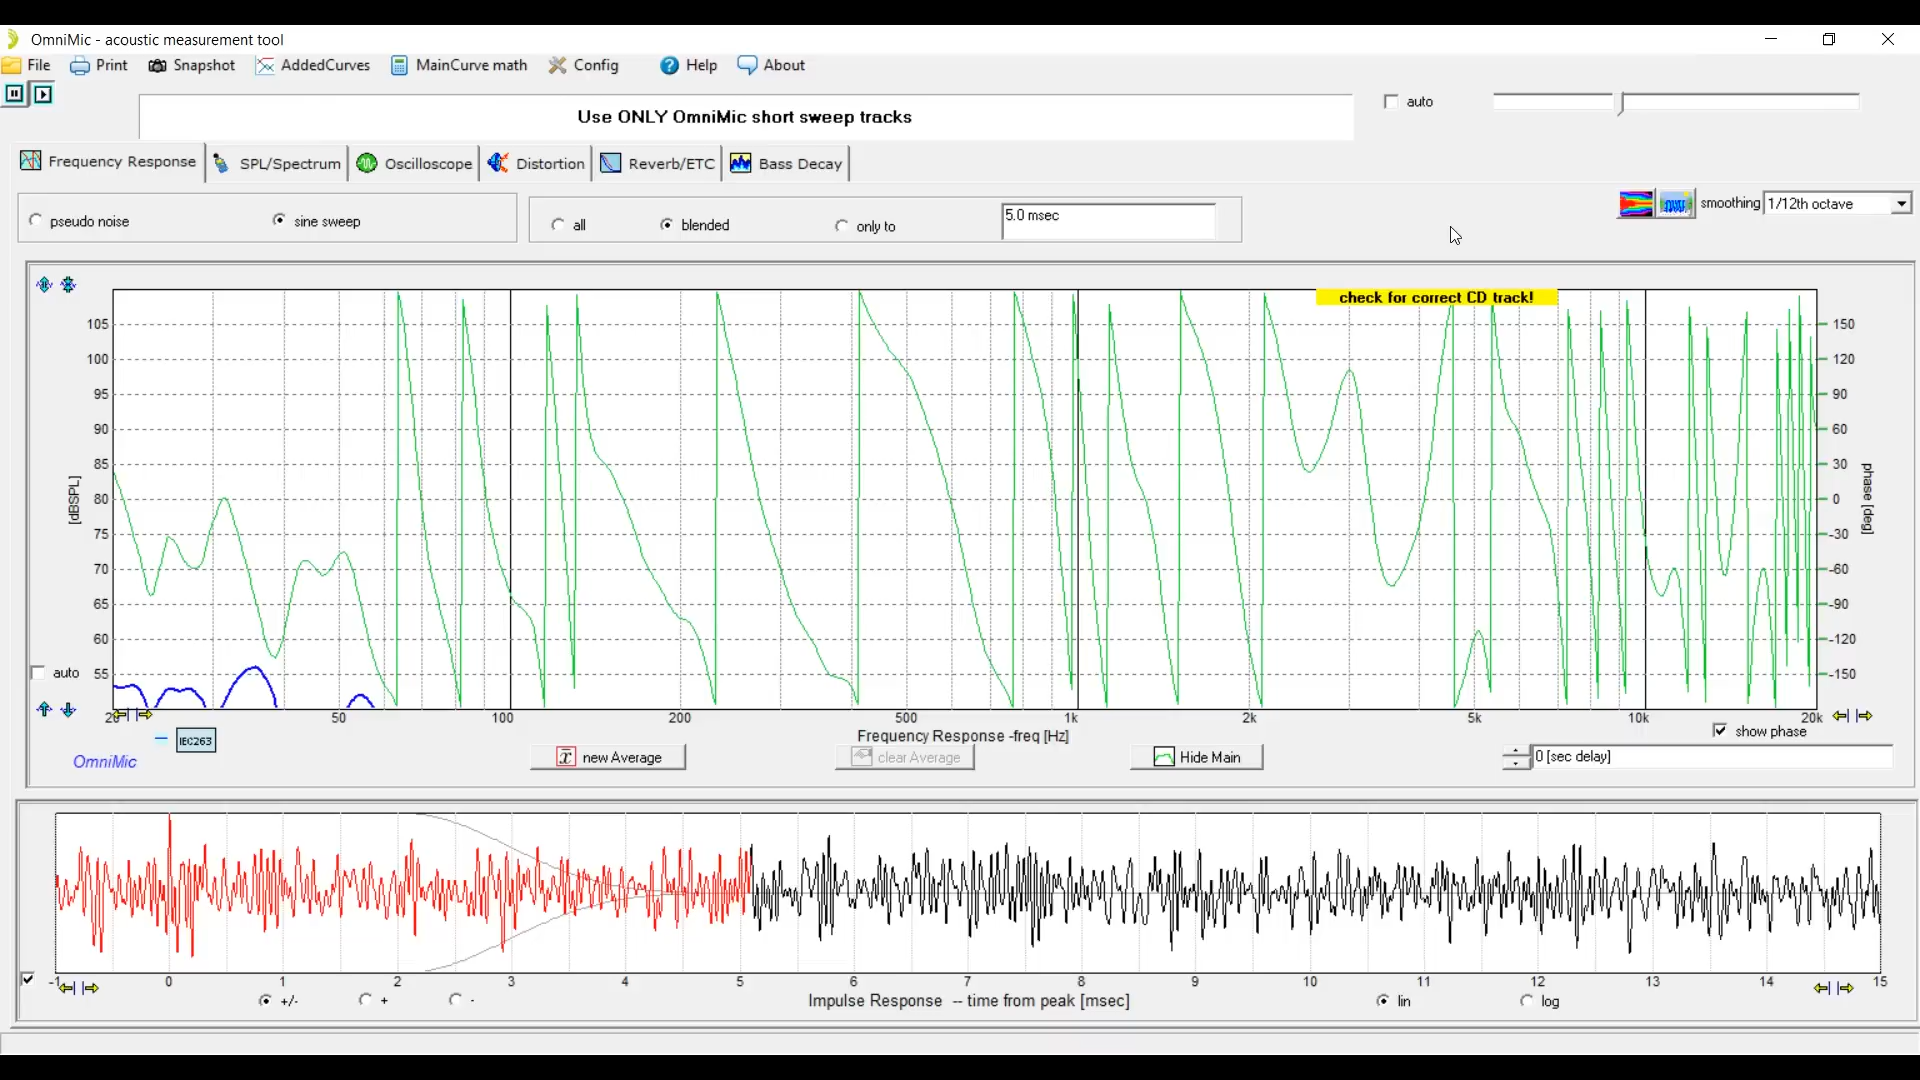 OmniMic - acoustic measurement tool
File Print Snapshot AddedCurves MainCurve math Config Help About
Use ONLY OmniMic short sweep tracks
auto
Frequency Response SPL/Spectrum Oscilloscope Distortion Reverb/ETC Bass Decay
pseudo noise sine sweep all blended only to 5.0 msec
smoothing 1/12th octave
check for correct CD track!
105 150
100 120
95 90
90 60
85 30
80 0
75 -30
70 -60
65 -90
60 -120
55 -150
[dBSPL]
phase [deg]
auto
20 50 100 200 500 1k 2k 5k 10k 20k
Frequency Response -freq [Hz]
show phase
IEC263
OmniMic
new Average clear Average Hide Main 0 [sec delay]
-1 0 1 2 3 4 5 6 7 8 9 10 11 12 13 14 15
+/- + - Impulse Response -- time from peak [msec] lin log